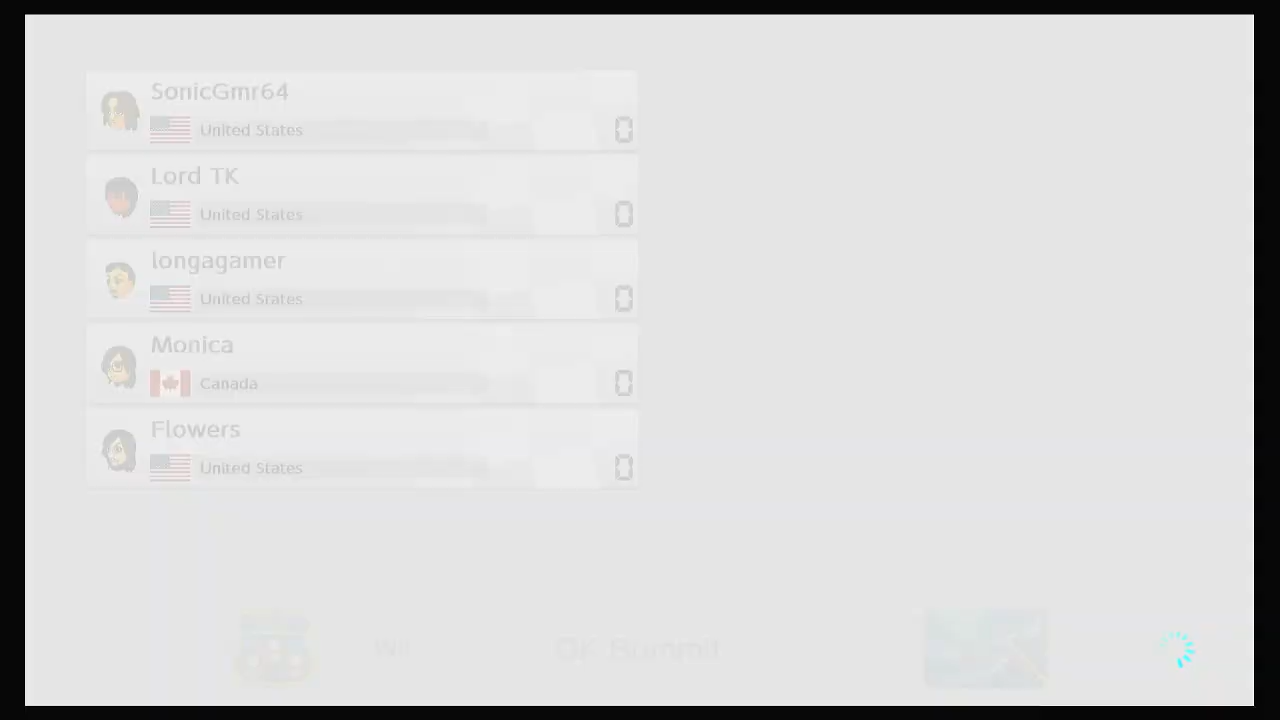 SonicGmr64
United States 0
Lord TK
United States 0
longagamer
United States 0
Monica
Canada 0
Flowers
United States 0
Wii DK Summit